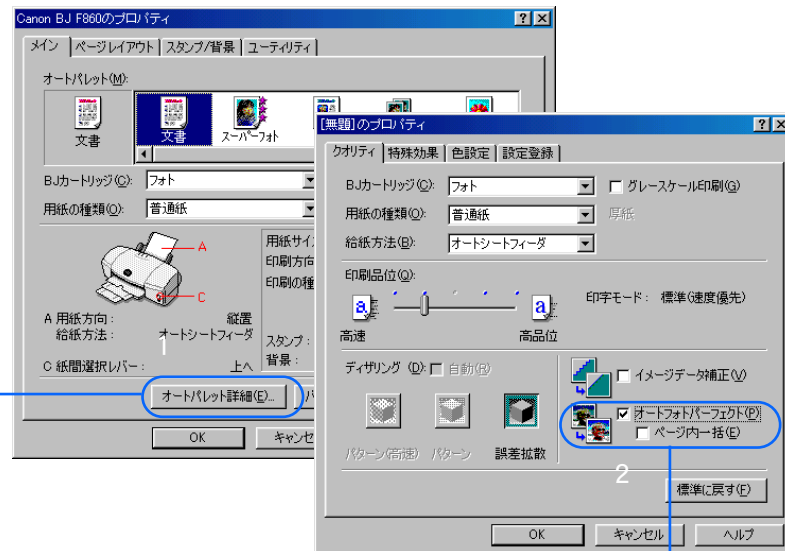 Canon BJ F860のプロパティ
メイン
ページレイアウト
スタンプ/背景
ユーティリティ
オートパレット(M):
文書
文書
スーパーフォト
BJカートリッジ(C):
フォト
用紙の種類(O):
普通紙
A
C
A 用紙方向:
縦置
給紙方法:
オートシートフィーダ
C 紙間選択レバー:
上へ
用紙サイ
印刷方向
印刷の種
スタンプ:
背景:
1
オートパレット詳細(E)...
OK
キャンセ
[無題]のプロパティ
クオリティ
特殊効果
色設定
設定登録
BJカートリッジ(C):
フォト
グレースケール印刷(G)
用紙の種類(O):
普通紙
厚紙
給紙方法(B):
オートシートフィーダ
印刷品位(Q):
a
a
高速
高品位
印字モード: 標準(速度優先)
ディザリング (D):
自動(R)
パターン(高速)
パターン
誤差拡散
イメージデータ補正(V)
オートフォトパーフェクト(P)
ページ内一括(E)
2
標準に戻す(F)
OK
キャンセル
ヘルプ